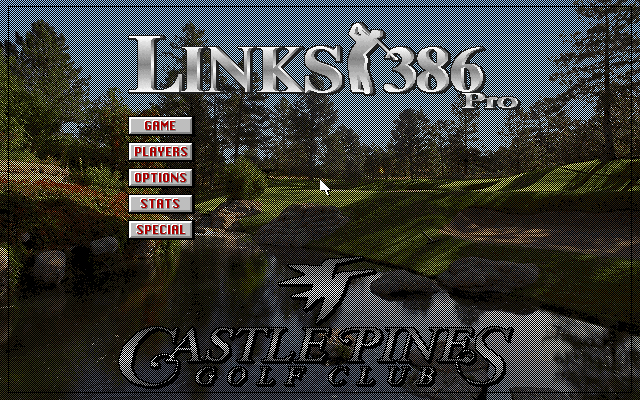 LINKS 386
Pro
GAME
PLAYERS
OPTIONS
STATS
SPECIAL
CASTLE PINES
GOLF CLUB